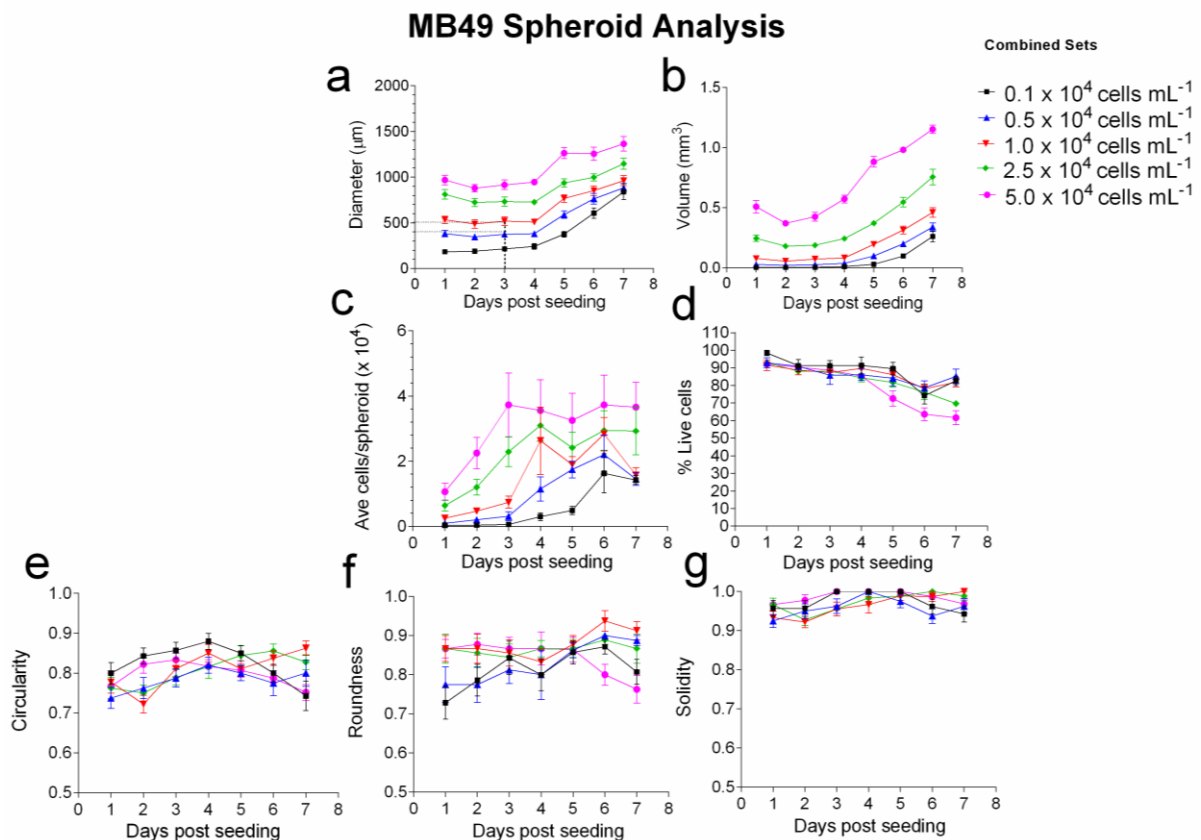 MB49 Spheroid Analysis
Combined Sets
0.1 x 10⁴ cells mL⁻¹
0.5 x 10⁴ cells mL⁻¹
1.0 x 10⁴ cells mL⁻¹
2.5 x 10⁴ cells mL⁻¹
5.0 x 10⁴ cells mL⁻¹
a
Diameter (µm)
2000
1500
1000
500
0
0 1 2 3 4 5 6 7 8
Days post seeding
b
Volume (mm³)
1.5
1.0
0.5
0.0
0 1 2 3 4 5 6 7 8
Days post seeding
c
Ave cells/spheroid (x 10⁴)
6
4
2
0
0 1 2 3 4 5 6 7 8
Days post seeding
d
% Live cells
110
100
90
80
70
60
50
40
30
20
10
0
0 1 2 3 4 5 6 7 8
Days post seeding
e
Circularity
1.0
0.9
0.8
0.7
0.6
0.5
0 1 2 3 4 5 6 7 8
Days post seeding
f
Roundness
1.0
0.9
0.8
0.7
0.6
0.5
0 1 2 3 4 5 6 7 8
Days post seeding
g
Solidity
1.0
0.9
0.8
0.7
0.6
0.5
0 1 2 3 4 5 6 7 8
Days post seeding